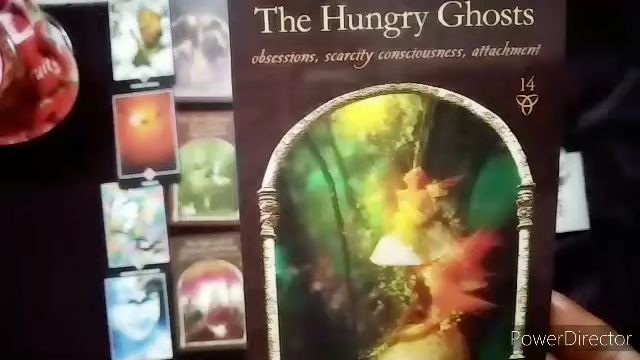 The Hungry Ghosts
obsessions, scarcity consciousness, attachment
14
PowerDirector